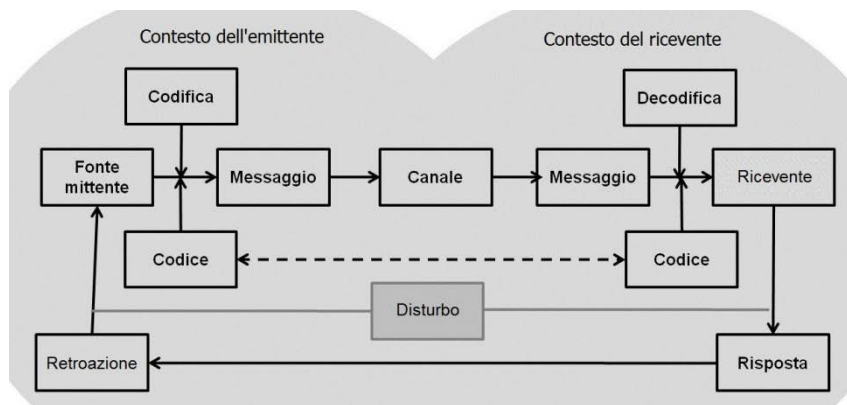 Contesto dell'emittente
Contesto del ricevente
Codifica
Decodifica
Fonte
mittente
Messaggio
Canale
Messaggio
Ricevente
Codice
Codice
Disturbo
Retroazione
Risposta